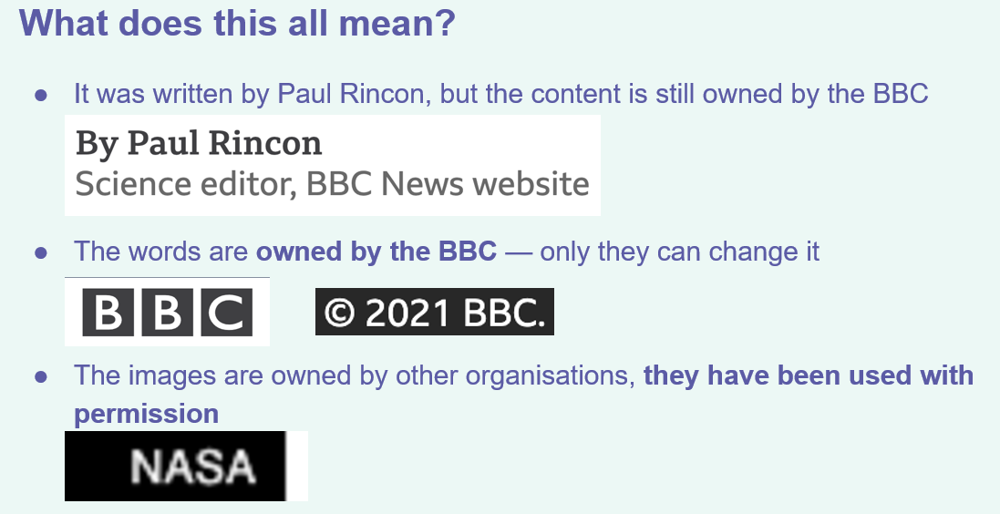 What does this all mean?
● It was written by Paul Rincon, but the content is still owned by the BBC
By Paul Rincon
Science editor, BBC News website
● The words are owned by the BBC — only they can change it
BBC
© 2021 BBC.
● The images are owned by other organisations, they have been used with
permission
NASA